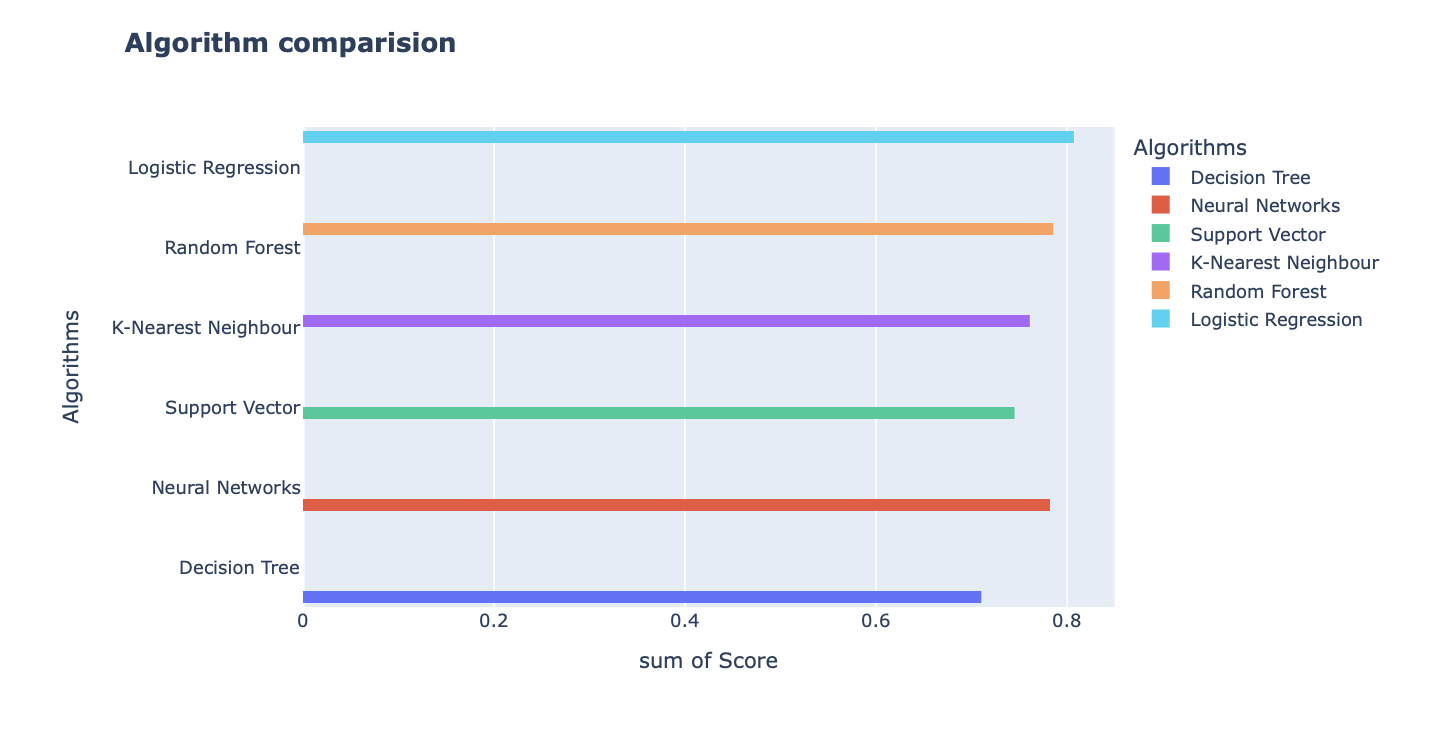 Algorithm comparision
Algorithms
Logistic Regression
Random Forest
K-Nearest Neighbour
Support Vector
Neural Networks
Decision Tree
0
0.2
0.4
0.6
0.8
sum of Score
Algorithms
Decision Tree
Neural Networks
Support Vector
K-Nearest Neighbour
Random Forest
Logistic Regression